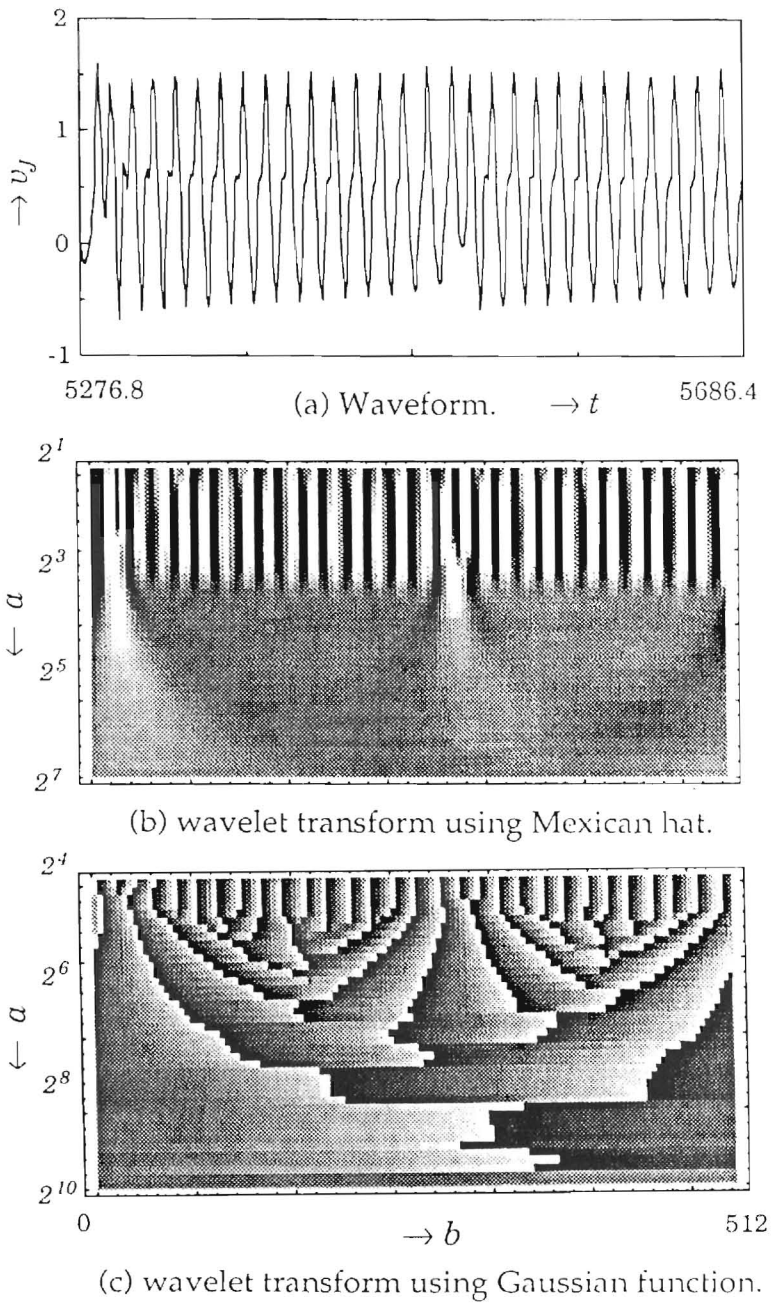 2
1
0
-1
→ v_J
5276.8
5686.4
(a) Waveform. → t
2^1
2^3
2^5
2^7
← a
(b) wavelet transform using Mexican hat.
2^4
2^6
2^8
2^10
← a
0
512
→ b
(c) wavelet transform using Gaussian function.